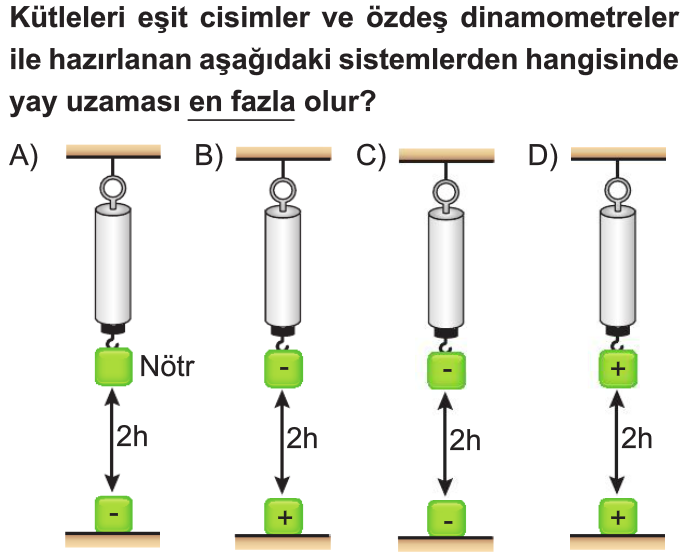 Kütleleri eşit cisimler ve özdeş dinamometreler
ile hazırlanan aşağıdaki sistemlerden hangisinde
yay uzaması en fazla olur?
A) B) C) D)
Nötr - - +
2h 2h 2h 2h
- + - +